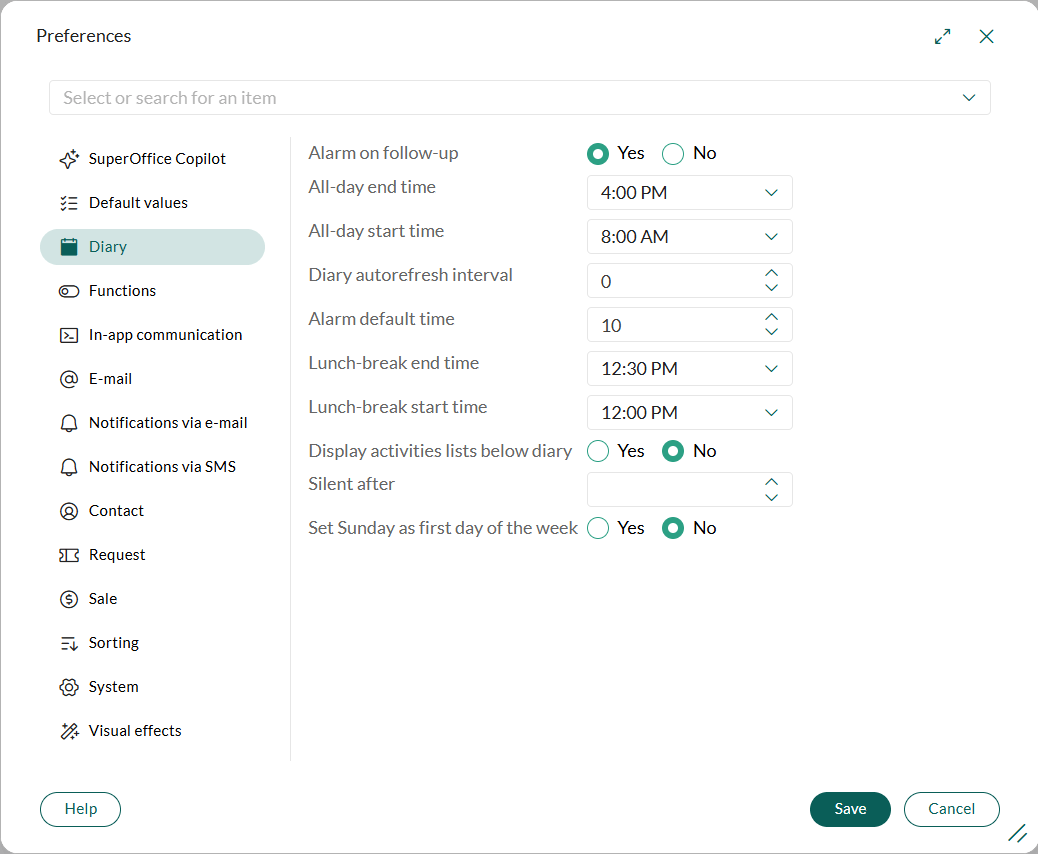 Preferences
Select or search for an item
SuperOffice Copilot
Default values
Diary
Functions
In-app communication
E-mail
Notifications via e-mail
Notifications via SMS
Contact
Request
Sale
Sorting
System
Visual effects
Alarm on follow-up Yes No
All-day end time 4:00 PM
All-day start time 8:00 AM
Diary autorefresh interval 0
Alarm default time 10
Lunch-break end time 12:30 PM
Lunch-break start time 12:00 PM
Display activities lists below diary Yes No
Silent after
Set Sunday as first day of the week Yes No
Help Save Cancel